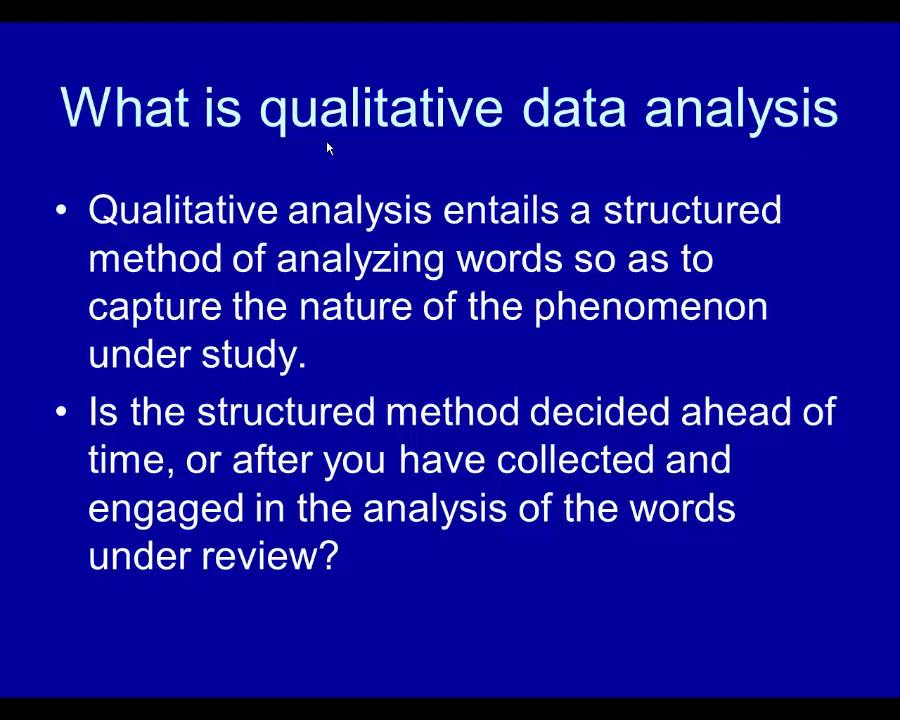 What is qualitative data analysis
• Qualitative analysis entails a structured
method of analyzing words so as to
capture the nature of the phenomenon
under study.
• Is the structured method decided ahead of
time, or after you have collected and
engaged in the analysis of the words
under review?